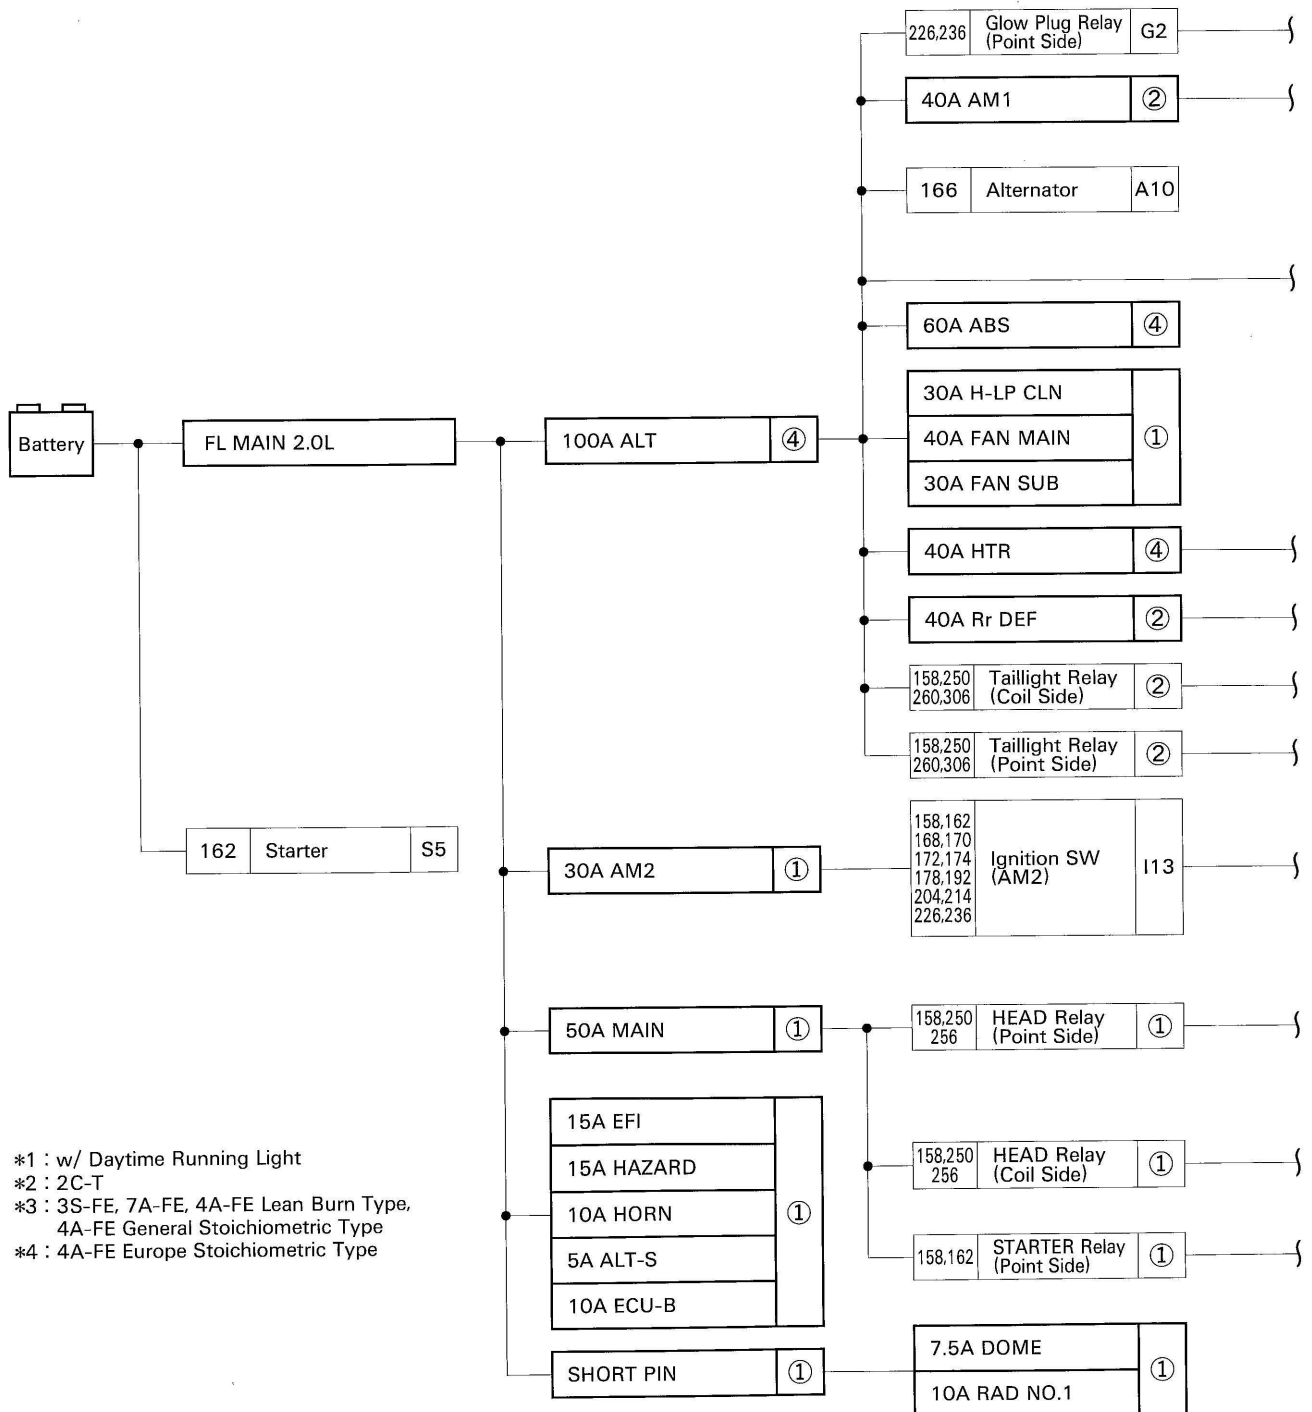 226,236 Glow Plug Relay (Point Side) G2
40A AM1 ②
166 Alternator A10
60A ABS ④
30A H-LP CLN
40A FAN MAIN ①
30A FAN SUB
Battery
FL MAIN 2.0L
100A ALT ④
40A HTR ④
40A Rr DEF ②
158,250
260,306
Taillight Relay
(Coil Side)
②
158,250
260,306
Taillight Relay
(Point Side)
②
162 Starter S5
30A AM2 ①
158,162
168,170
172,174
178,192
204,214
226,236
Ignition SW
(AM2)
I13
50A MAIN ①
158,250
256
HEAD Relay
(Point Side)
①
15A EFI
15A HAZARD
10A HORN ①
5A ALT-S
10A ECU-B
158,250
256
HEAD Relay
(Coil Side)
①
158,162
STARTER Relay
(Point Side)
①
SHORT PIN ①
7.5A DOME
①
10A RAD NO.1
*1 : w/ Daytime Running Light
*2 : 2C-T
*3 : 3S-FE, 7A-FE, 4A-FE Lean Burn Type,
4A-FE General Stoichiometric Type
*4 : 4A-FE Europe Stoichiometric Type